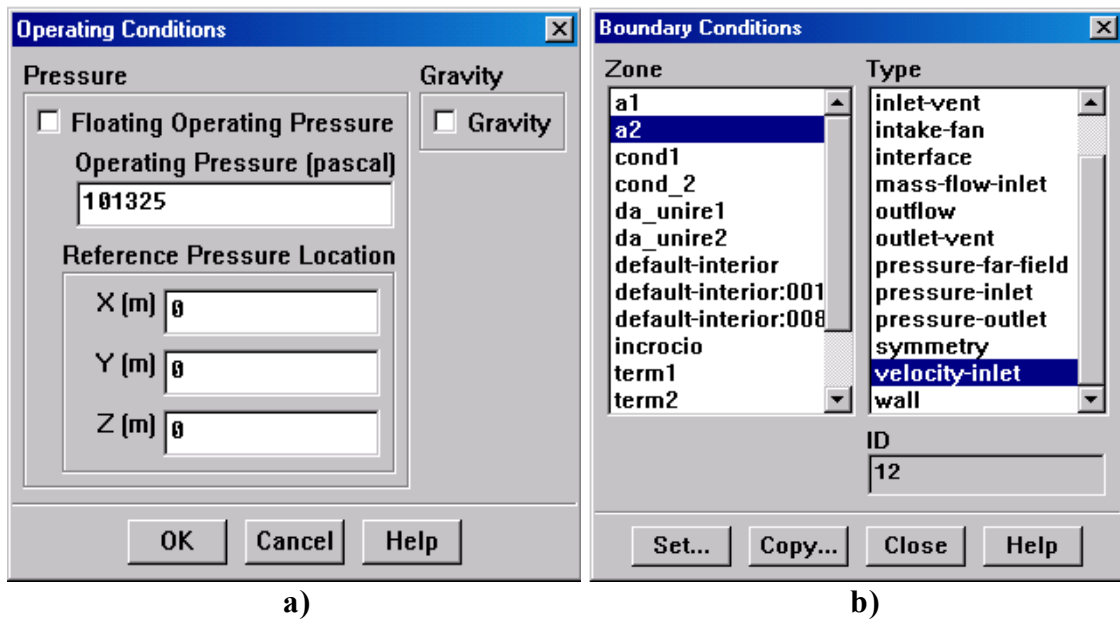 Operating Conditions
Pressure
Floating Operating Pressure
Operating Pressure (pascal)
101325
Reference Pressure Location
X (m) 0
Y (m) 0
Z (m) 0
Gravity
Gravity
OK Cancel Help
a)
Boundary Conditions
Zone
a1
a2
cond1
cond_2
da_unire1
da_unire2
default-interior
default-interior:001
default-interior:008
incrocio
term1
term2
Type
inlet-vent
intake-fan
interface
mass-flow-inlet
outflow
outlet-vent
pressure-far-field
pressure-inlet
pressure-outlet
symmetry
velocity-inlet
wall
ID
12
Set... Copy... Close Help
b)